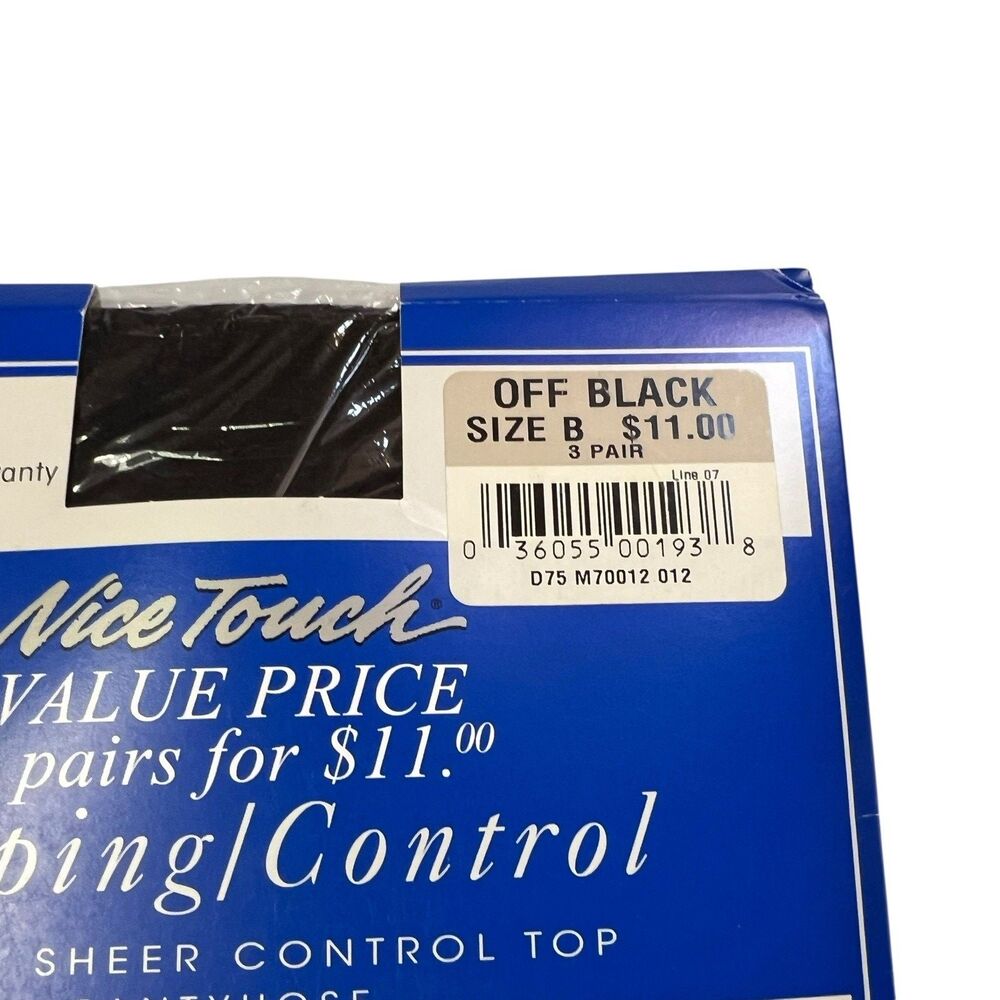 OFF BLACK
SIZE B $11.00
3 PAIR
Line 07
0 36055 00193 8
D75 M70012 012
anty
Nice Touch®
VALUE PRICE
pairs for $11.00
ping/Control
SHEER CONTROL TOP
PANTYHOSE